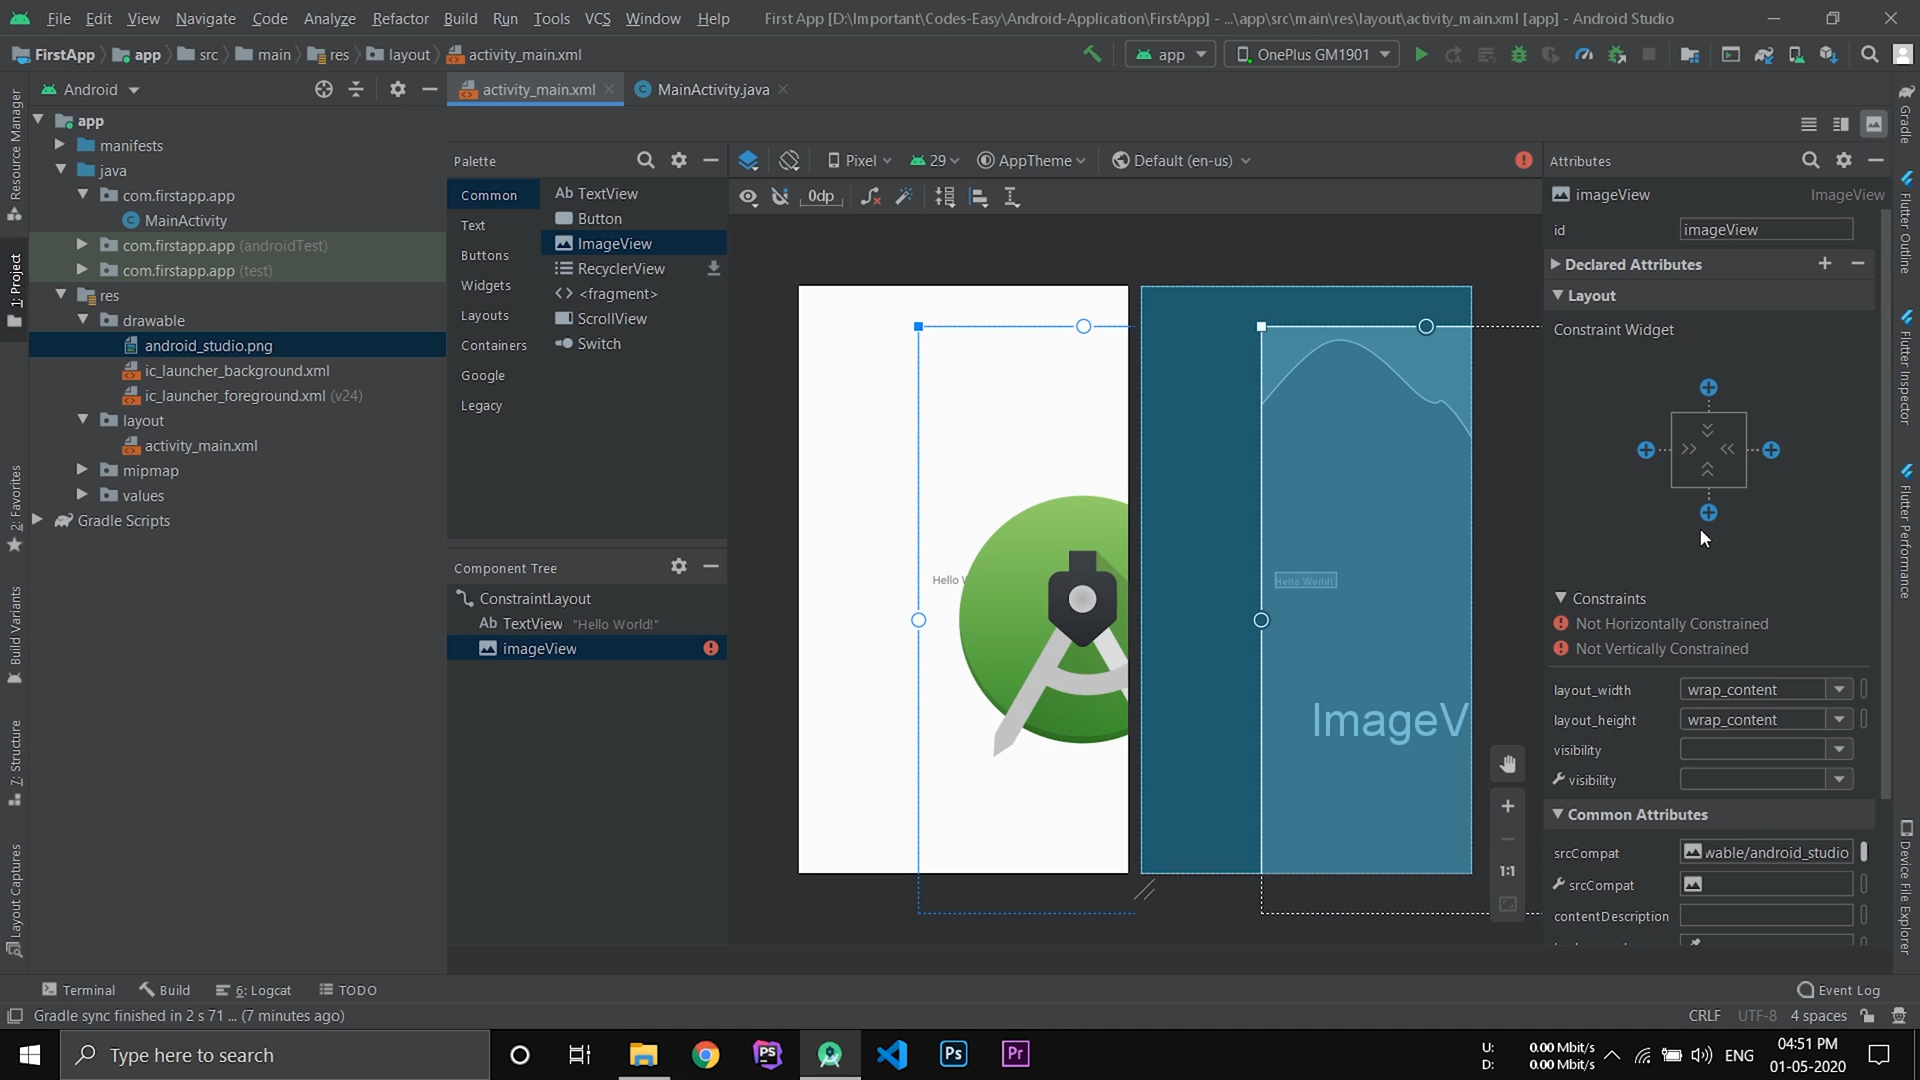 File Edit View Navigate Code Analyze Refactor Build Run Tools VCS Window Help First App [D:\Important\Codes-Easy\Android-Application\FirstApp] - ...\app\src\main\res\layout\activity_main.xml [app] - Android Studio
FirstApp app src main res layout activity_main.xml app OnePlus GM1901
Android activity_main.xml MainActivity.java
Resource Manager
1: Project
2: Favorites
Build Variants
7: Structure
Layout Captures
app
manifests
java
com.firstapp.app
MainActivity
com.firstapp.app (androidTest)
com.firstapp.app (test)
res
drawable
android_studio.png
ic_launcher_background.xml
ic_launcher_foreground.xml (v24)
layout
activity_main.xml
mipmap
values
Gradle Scripts
Palette
Common
Text
Buttons
Widgets
Layouts
Containers
Google
Legacy
Ab TextView
Button
ImageView
RecyclerView
<> <fragment>
ScrollView
Switch
Component Tree
ConstraintLayout
Ab TextView "Hello World!"
imageView
Pixel 29 AppTheme Default (en-us)
0dp
Hello W
Hello World!
ImageV
1:1
Attributes
imageView ImageView
id imageView
Declared Attributes
Layout
Constraint Widget
Constraints
Not Horizontally Constrained
Not Vertically Constrained
layout_width wrap_content
layout_height wrap_content
visibility
visibility
Common Attributes
srcCompat wable/android_studio
srcCompat
contentDescription
Gradle
Flutter Outline
Flutter Inspector
Flutter Performance
Device File Explorer
Terminal Build 6: Logcat TODO Event Log
Gradle sync finished in 2 s 71 ... (7 minutes ago) CRLF UTF-8 4 spaces
Type here to search PS Ps Pr U: 0.00 Mbit/s ENG 04:51 PM
D: 0.00 Mbit/s 01-05-2020